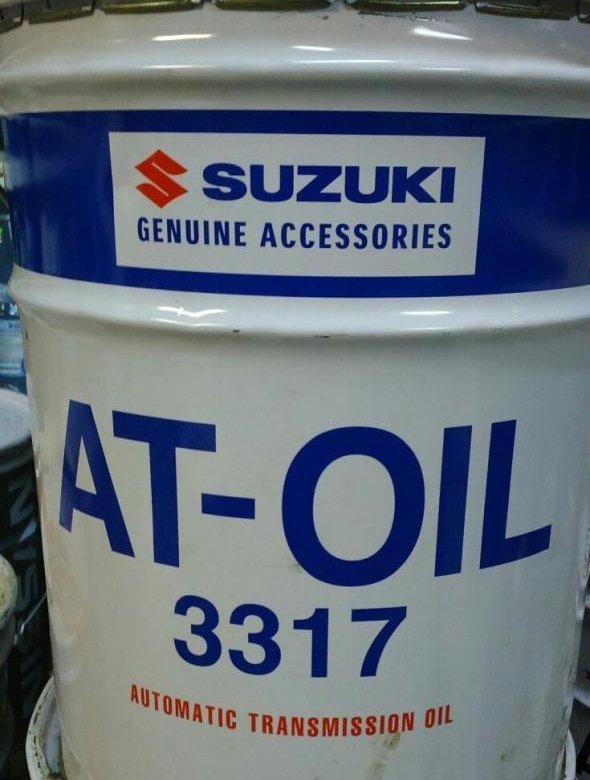 SUZUKI
GENUINE ACCESSORIES
AT-OIL
3317
AUTOMATIC TRANSMISSION OIL